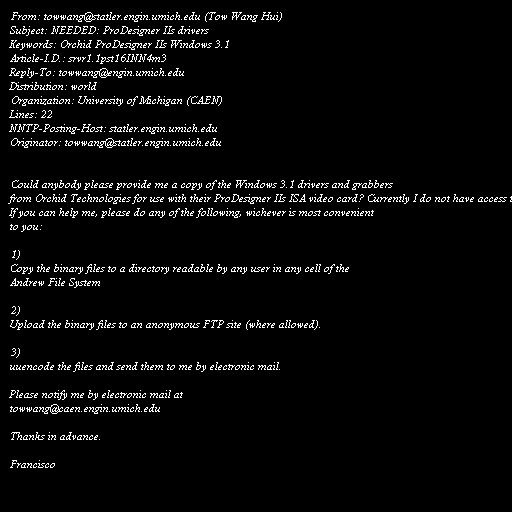 From: towwang@statler.engin.umich.edu (Tow Wang Hui)
Subject: NEEDED: ProDesigner IIs drivers
Keywords: Orchid ProDesigner IIs Windows 3.1
Article-I.D.: srvr1.1pst16INN4m3
Reply-To: towwang@engin.umich.edu
Distribution: world
Organization: University of Michigan (CAEN)
Lines: 22
NNTP-Posting-Host: statler.engin.umich.edu
Originator: towwang@statler.engin.umich.edu
Could anybody please provide me a copy of the Windows 3.1 drivers and grabbers
from Orchid Technologies for use with their ProDesigner IIs ISA video card? Currently I do not have access
If you can help me, please do any of the following, wichever is most convenient
to you:
1)
Copy the binary files to a directory readable by any user in any cell of the
Andrew File System
2)
Upload the binary files to an anonymous FTP site (where allowed).
3)
uuencode the files and send them to me by electronic mail.
Please notify me by electronic mail at
towwang@caen.engin.umich.edu
Thanks in advance.
Francisco